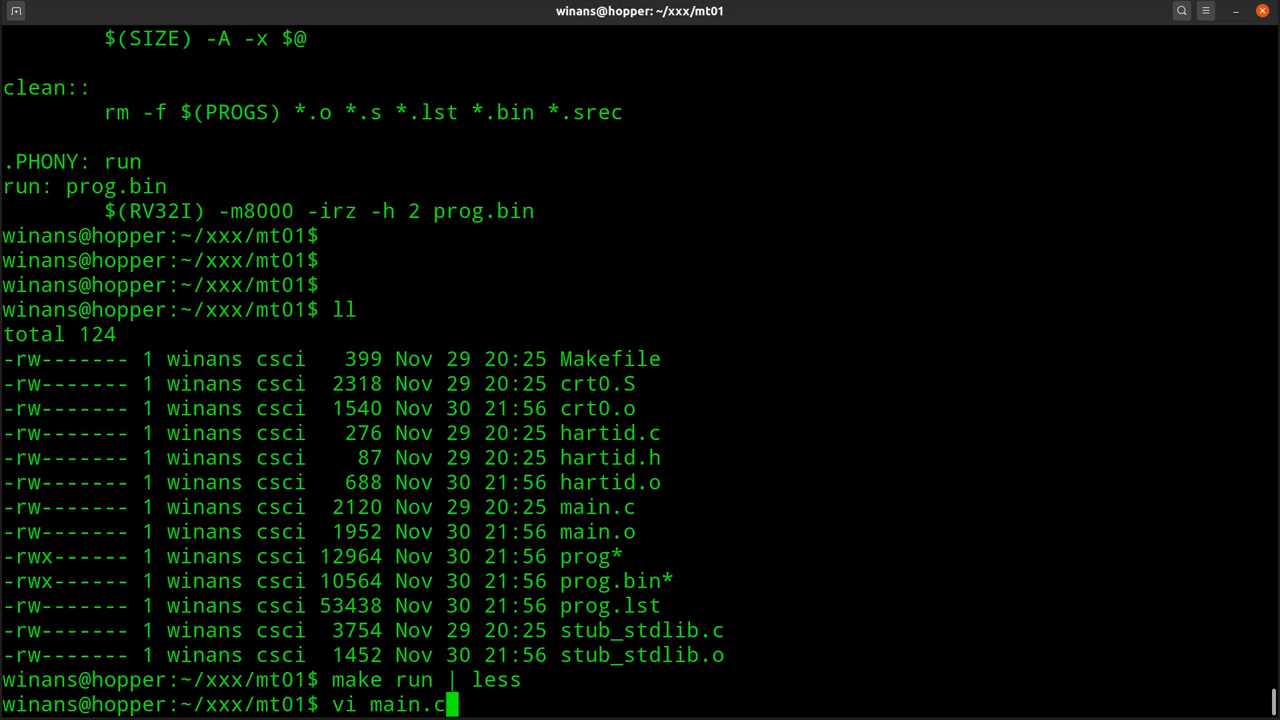 winans@hopper: ~/xxx/mt01
$(SIZE) -A -x $@
clean::
rm -f $(PROGS) *.o *.s *.lst *.bin *.srec
.PHONY: run
run: prog.bin
$(RV32I) -m8000 -irz -h 2 prog.bin
winans@hopper:~/xxx/mt01$
winans@hopper:~/xxx/mt01$
winans@hopper:~/xxx/mt01$
winans@hopper:~/xxx/mt01$ ll
total 124
-rw------- 1 winans csci   399 Nov 29 20:25 Makefile
-rw------- 1 winans csci  2318 Nov 29 20:25 crt0.S
-rw------- 1 winans csci  1540 Nov 30 21:56 crt0.o
-rw------- 1 winans csci   276 Nov 29 20:25 hartid.c
-rw------- 1 winans csci    87 Nov 29 20:25 hartid.h
-rw------- 1 winans csci   688 Nov 30 21:56 hartid.o
-rw------- 1 winans csci  2120 Nov 29 20:25 main.c
-rw------- 1 winans csci  1952 Nov 30 21:56 main.o
-rwx------ 1 winans csci 12964 Nov 30 21:56 prog*
-rwx------ 1 winans csci 10564 Nov 30 21:56 prog.bin*
-rw------- 1 winans csci 53438 Nov 30 21:56 prog.lst
-rw------- 1 winans csci  3754 Nov 29 20:25 stub_stdlib.c
-rw------- 1 winans csci  1452 Nov 30 21:56 stub_stdlib.o
winans@hopper:~/xxx/mt01$ make run | less
winans@hopper:~/xxx/mt01$ vi main.c